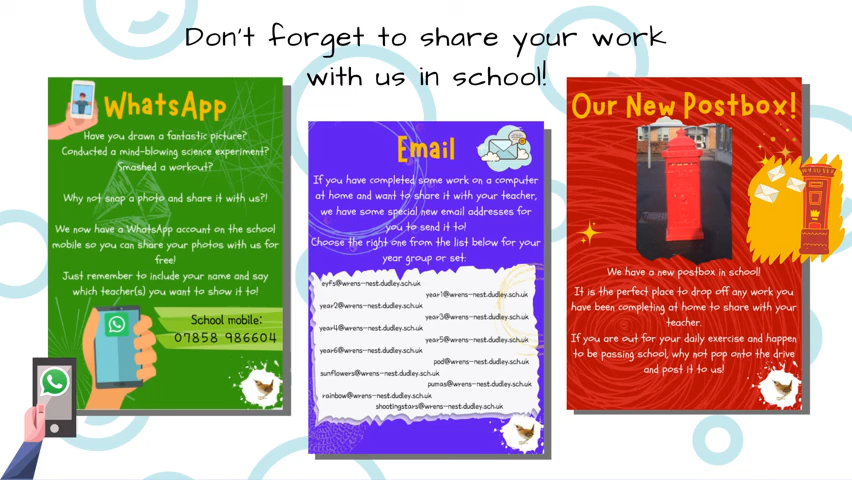 Don't forget to share your work
with us in school!
WhatsApp
Have you drawn a fantastic picture?
Conducted a mind-blowing science experiment?
Smashed a workout?
Why not snap a photo and share it with us?!
We now have a WhatsApp account on the school
mobile so you can share your photos with us for
free!
Just remember to include your name and say
which teacher(s) you want to show it to!
School mobile:
07858 986604
Email
If you have completed some work on a computer
at home and want to share it with your teacher,
we have some special new email addresses for
you to send it to!
Choose the right one from the list below for your
year group or set:
eyfs@wrens-nest.dudley.sch.uk
year1@wrens-nest.dudley.sch.uk
year2@wrens-nest.dudley.sch.uk
year3@wrens-nest.dudley.sch.uk
year4@wrens-nest.dudley.sch.uk
year5@wrens-nest.dudley.sch.uk
year6@wrens-nest.dudley.sch.uk
pod@wrens-nest.dudley.sch.uk
sunflowers@wrens-nest.dudley.sch.uk
pumas@wrens-nest.dudley.sch.uk
rainbow@wrens-nest.dudley.sch.uk
shootingstars@wrens-nest.dudley.sch.uk
Our New Postbox!
We have a new postbox in school!
It is the perfect place to drop off any work you
have been completing at home to share with your
teacher.
If you are out for your daily exercise and happen
to be passing school, why not pop onto the drive
and post it to us!